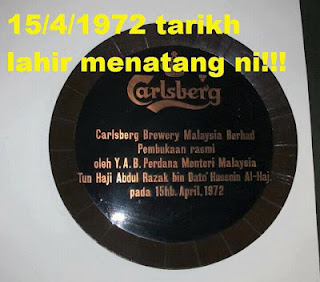 15/4/1972 tarikh
lahir menatang ni!!!
Carlsberg
Carlsberg Brewery Malaysia Berhad
Pembukaan rasmi
oleh Y.A.B. Perdana Menteri Malaysia
Tun Haji Abdul Razak bin Dato' Hussein Al-Haj.
pada 15hb. April, 1972